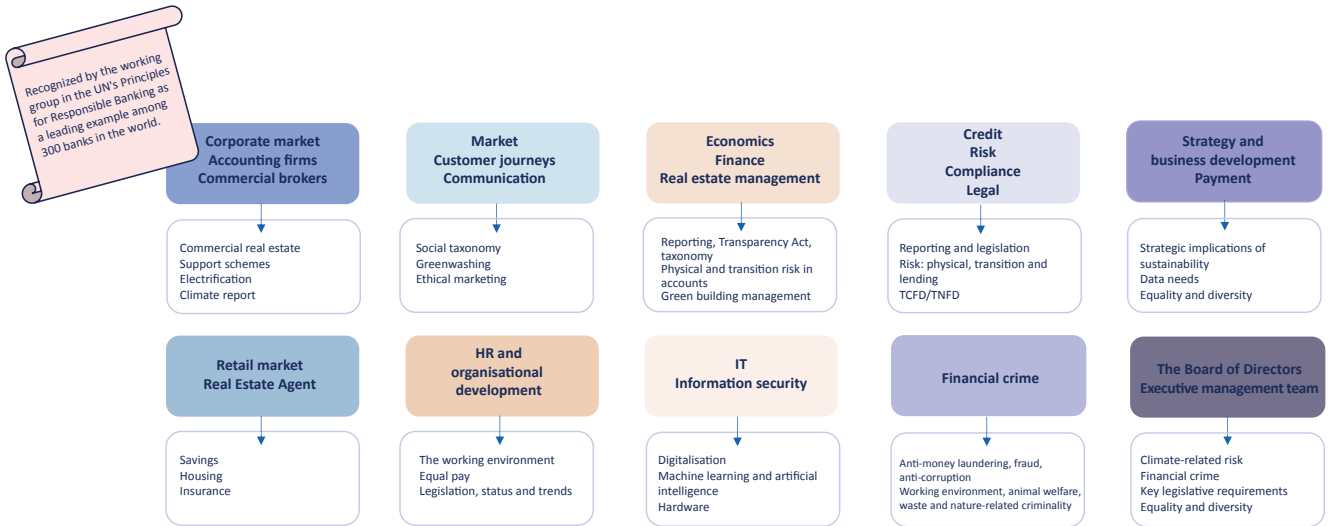 Recognized by the working
group in the UN's Principles
for Responsible Banking as
a leading example among
300 banks in the world.
Corporate market
Accounting firms
Commercial brokers
Commercial real estate
Support schemes
Electrification
Climate report
Market
Customer journeys
Communication
Social taxonomy
Greenwashing
Ethical marketing
Economics
Finance
Real estate management
Reporting, Transparency Act,
taxonomy
Physical and transition risk in
accounts
Green building management
Credit
Risk
Compliance
Legal
Reporting and legislation
Risk: physical, transition and
lending
TCFD/TNFD
Strategy and
business development
Payment
Strategic implications of
sustainability
Data needs
Equality and diversity
Retail market
Real Estate Agent
Savings
Housing
Insurance
HR and
organisational
development
The working environment
Equal pay
Legislation, status and trends
IT
Information security
Digitalisation
Machine learning and artificial
intelligence
Hardware
Financial crime
Anti-money laundering, fraud,
anti-corruption
Working environment, animal welfare,
waste and nature-related criminality
The Board of Directors
Executive management team
Climate-related risk
Financial crime
Key legislative requirements
Equality and diversity